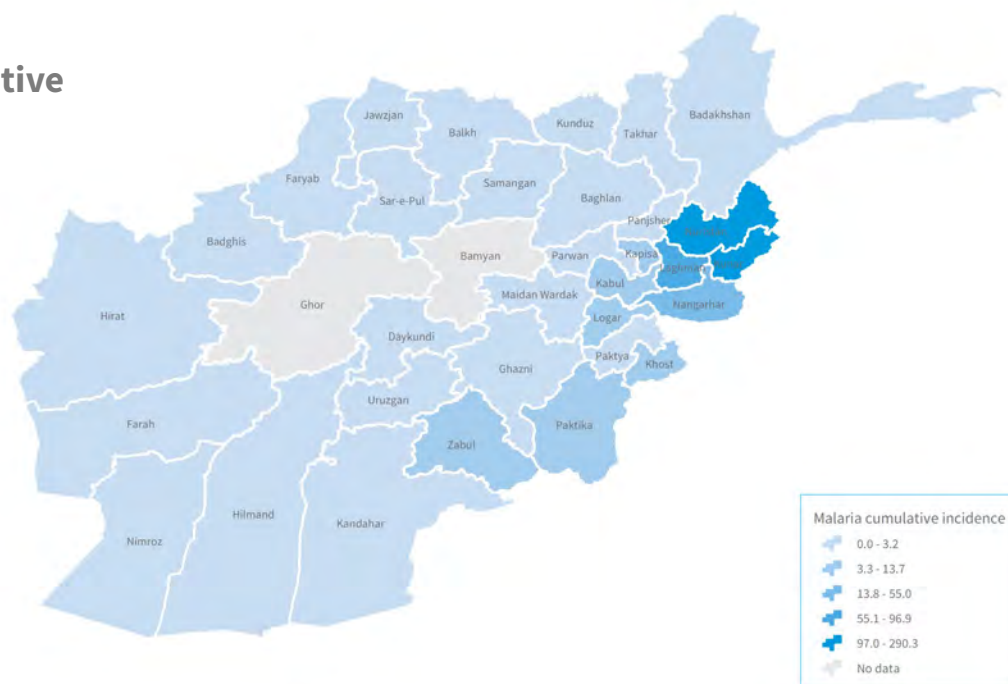 tive
Jawzjan
Balkh
Kunduz
Takhar
Badakhshan
Faryab
Sar-e-Pul
Samangan
Baghlan
Panjsher
Badghis
Bamyan
Parwan
Kapisa
Laghman
Kabul
Nangarhar
Maidan Wardak
Ghor
Hirat
Logar
Daykundi
Ghazni
Paktya
Khost
Uruzgan
Farah
Zabul
Paktika
Hilmand
Kandahar
Nimroz
Malaria cumulative incidence
0.0 - 3.2
3.3 - 13.7
13.8 - 55.0
55.1 - 96.9
97.0 - 290.3
No data